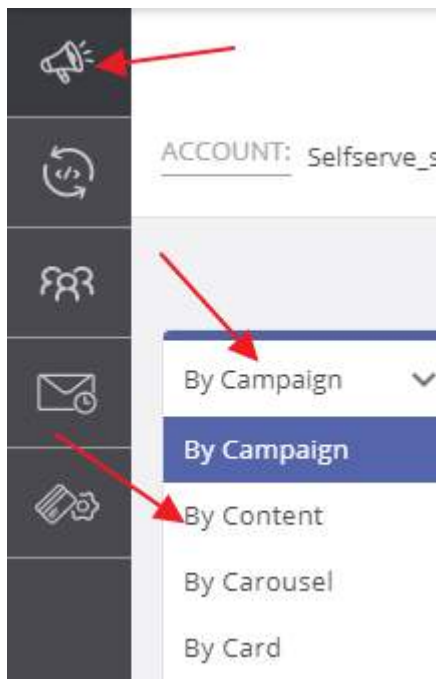 ACCOUNT: Selfserve_s
By Campaign
By Campaign
By Content
By Carousel
By Card